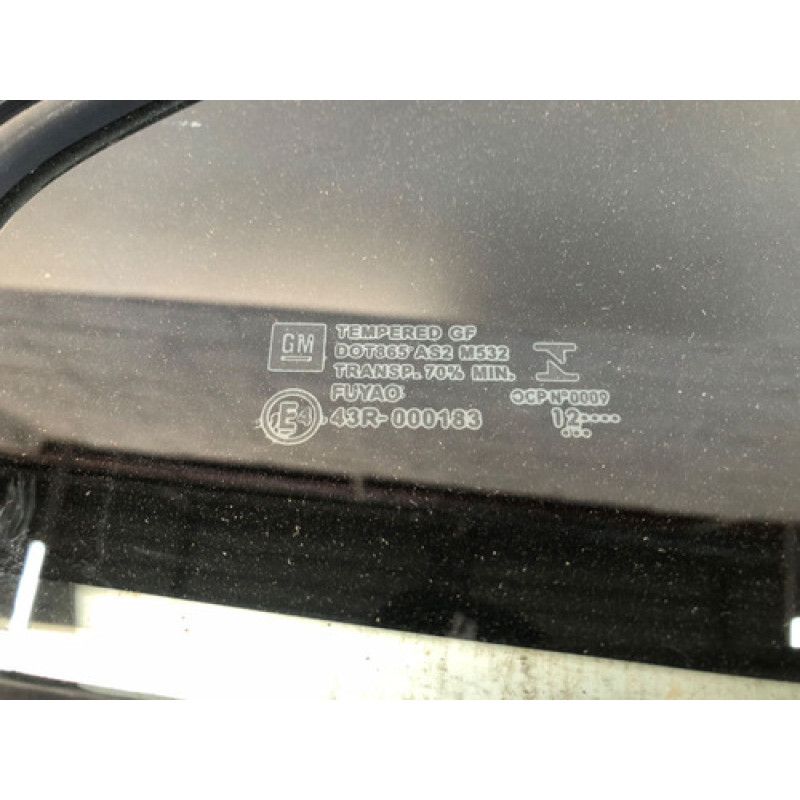 GM
TEMPERED GF
DOT865 AS2 M532
TRANSP. 70% MIN.
FUYAO
E4
43R-000183
OCP Nº0009
12